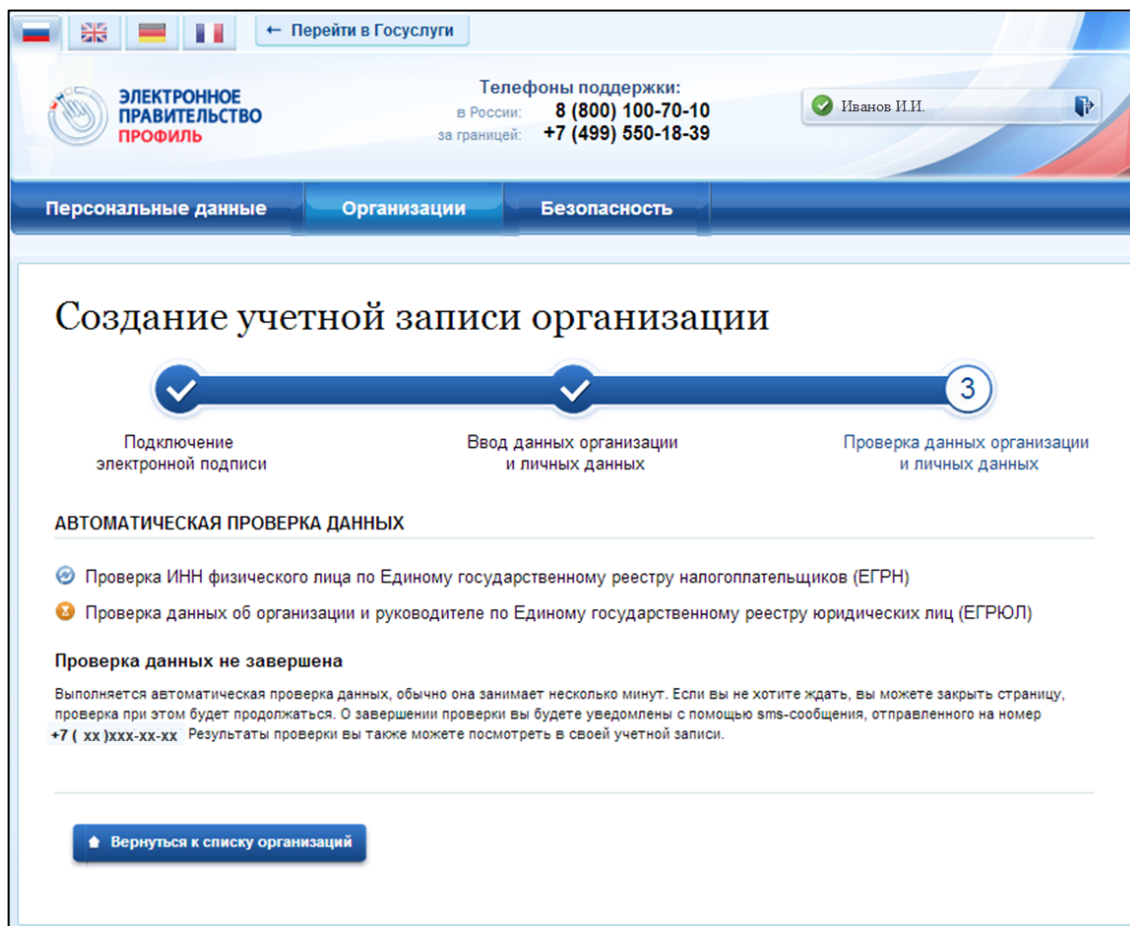 ← Перейти в Госуслуги
ЭЛЕКТРОННОЕ
ПРАВИТЕЛЬСТВО
ПРОФИЛЬ
Телефоны поддержки:
в России: 8 (800) 100-70-10
за границей: +7 (499) 550-18-39
Иванов И.И.
Персональные данные Организации Безопасность
Создание учетной записи организации
3
Подключение
электронной подписи
Ввод данных организации
и личных данных
Проверка данных организации
и личных данных
АВТОМАТИЧЕСКАЯ ПРОВЕРКА ДАННЫХ
Проверка ИНН физического лица по Единому государственному реестру налогоплательщиков (ЕГРН)
Проверка данных об организации и руководителе по Единому государственному реестру юридических лиц (ЕГРЮЛ)
Проверка данных не завершена
Выполняется автоматическая проверка данных, обычно она занимает несколько минут. Если вы не хотите ждать, вы можете закрыть страницу,
проверка при этом будет продолжаться. О завершении проверки вы будете уведомлены с помощью sms-сообщения, отправленного на номер
+7 ( xx )xxx-xx-xx Результаты проверки вы также можете посмотреть в своей учетной записи.
Вернуться к списку организаций